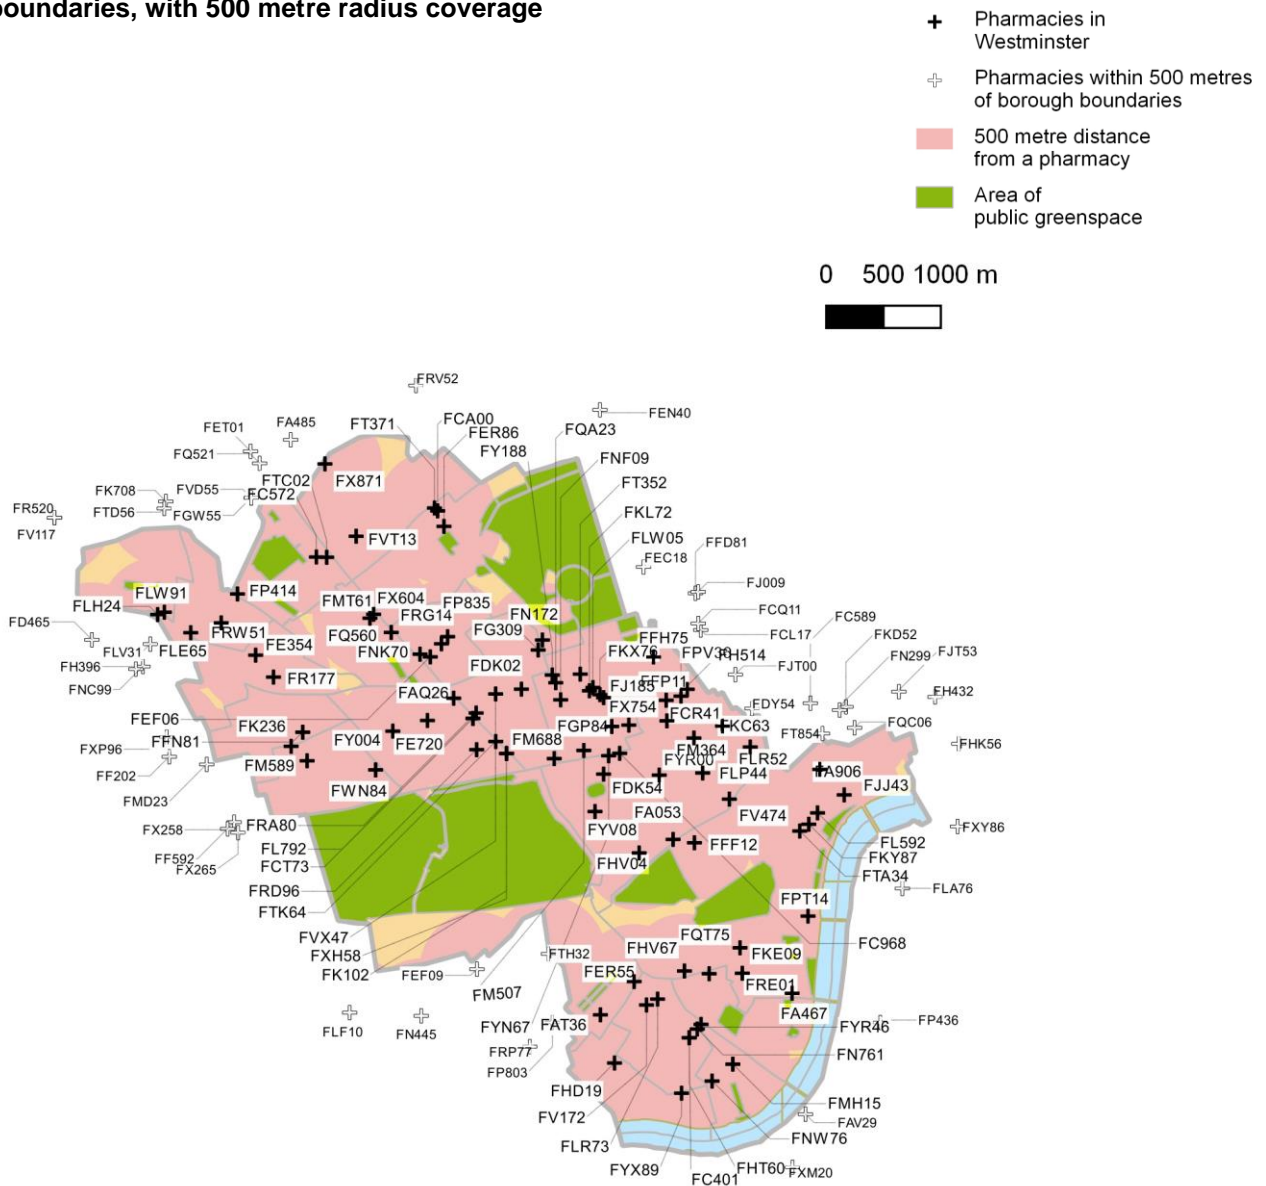 boundaries, with 500 metre radius coverage
Pharmacies in
Westminster
Pharmacies within 500 metres
of borough boundaries
500 metre distance
from a pharmacy
Area of
public greenspace
0 500 1000 m
FRV52
FEN40
FCA00
FT371
FER86
FQA23
FY188
FET01
FA485
FQ521
FNF09
FX871
FTC02
FT352
FK708
FVD55
FC572
FR520
FTD56
FGW55
FKL72
FV117
FVT13
FLW05
FFD81
FEC18
FJ009
FP414
FLW91
FLH24
FMT61
FX604
FP835
FRG14
FN172
FCQ11
FC589
FD465
FRW51
FQ560
FG309
FCL17
FKD52
FLV31
FLE65
FE354
FNK70
FFH75
FKX76
FPV36
FH514
FN299
FJT53
FH396
FDK02
FJT00
FNC99
FR177
FAQ26
FJ185
FFP11
FH432
FX754
FDY54
FEF06
FK236
FGP84
FCR41
FKC63
FT854
FQC06
FXP96
FFN81
FY004
FE720
FM688
FM364
FHK56
FF202
FM589
FYR00
FLR52
FA906
FLP44
FWN84
FDK54
FJJ43
FMD23
FA053
FV474
FX258
FRA80
FYV08
FXY86
FF592
FL792
FFF12
FL592
FX265
FCT73
FHV04
FKY87
FTA34
FRD96
FLA76
FTK64
FPT14
FVX47
FQT75
FC968
FXH58
FHV67
FTH32
FKE09
FK102
FEF09
FER55
FRE01
FM507
FA467
FLF10
FN445
FYN67
FAT36
FYR46
FP436
FRP77
FN761
FP803
FHD19
FMH15
FV172
FAV29
FLR73
FNW76
FYX89
FHT60
FXM20
FC401